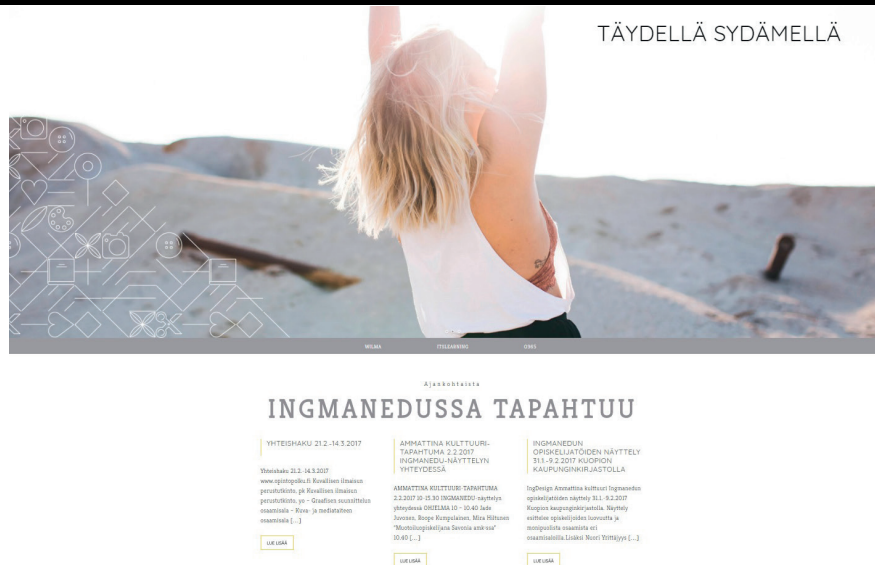 TÄYDELLÄ SYDÄMELLÄ
WILMA
ITSLEARNING
OIKO
Ajankohtaista
INGMANEDUSSA TAPAHTUU
YHTEISHAKU 21.2.-14.3.2017
Yhteishaku 21.2.-14.3.2017
www.opintopolku.fi Kuvallisen ilmaisun
perustutkinto, pk Kuvallisen ilmaisun
perustutkinto, yo – Graafisen suunnittelun
osaamisala – Kuva- ja mediataiteen
osaamisala [...]
LUE LISÄÄ
AMMATTINA KULTTUURI-
TAPAHTUMA 2.2.2017
INGMANEDU-NÄYTTELYN
YHTEYDESSÄ
AMMATTINA KULTTUURI-TAPAHTUMA
2.2.2017 10-15.30 INGMANEDU-näyttelyn
yhteydessä OHJELMA 10 – 10.40 Jade
Juvonen, Roope Kumpulainen, Mira Hiltunen
"Muotoiluopiskelijana Savonia amk:ssa"
10.40 [...]
LUE LISÄÄ
INGMANEDUN
OPISKELIJATÖIDEN NÄYTTELY
31.1.-9.2.2017 KUOPION
KAUPUNGINKIRJASTOLLA
IngDesign Ammattina kulttuuri Ingmanedun
opiskelijatöiden näyttely 31.1.-9.2.2017
Kuopion kaupunginkirjastolla. Näyttely
esittelee opiskelijoiden luovuutta ja
monipuolista osaamista eri
osaamisaloilla.Lisäksi Nuori Yrittäjyys [...]
LUE LISÄÄ